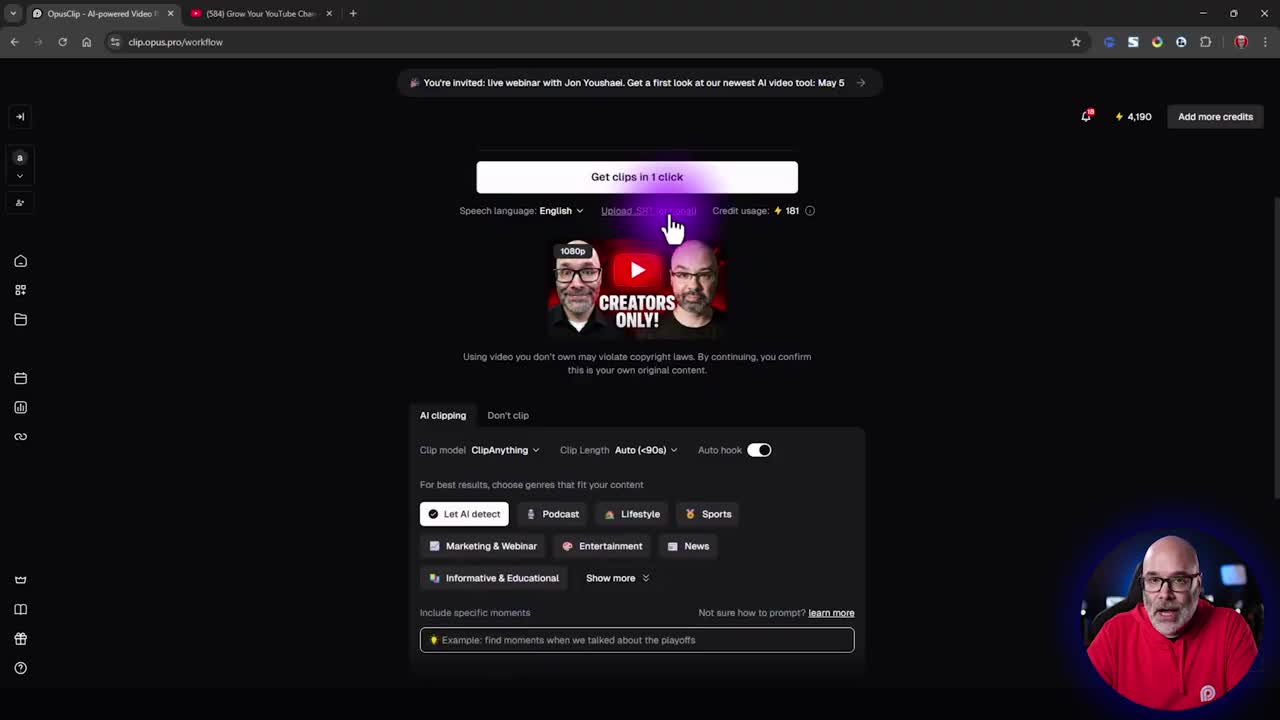 OpusClip - AI-powered Video R
(584) Grow Your YouTube Chan
clip.opus.pro/workflow
You're invited: live webinar with Jon Youshaei. Get a first look at our newest AI video tool: May 5
18
4,190
Add more credits
a
Get clips in 1 click
Speech language: English
Upload .SRT (optional)
Credit usage: 181
1080p
CREATORS
ONLY!
Using video you don't own may violate copyright laws. By continuing, you confirm
this is your own original content.
AI clipping
Don't clip
Clip model ClipAnything
Clip Length Auto (<90s)
Auto hook
For best results, choose genres that fit your content
Let AI detect
Podcast
Lifestyle
Sports
Marketing & Webinar
Entertainment
News
Informative & Educational
Show more
Include specific moments
Not sure how to prompt? learn more
Example: find moments when we talked about the playoffs